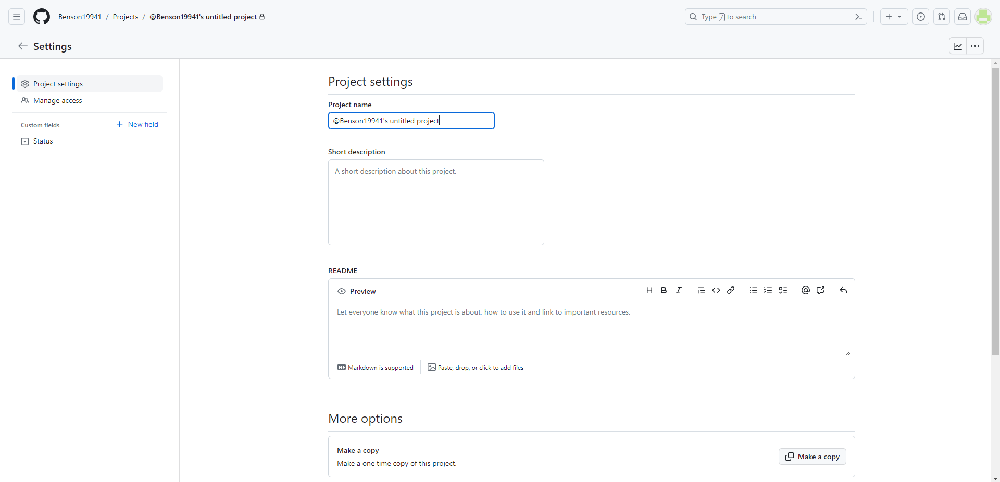 Benson19941 / Projects / @Benson19941's untitled project
Type / to search
Settings
Project settings
Manage access
Custom fields
New field
Status
Project settings
Project name
@Benson19941's untitled project
Short description
A short description about this project.
README
Preview
Let everyone know what this project is about, how to use it and link to important resources.
Markdown is supported
Paste, drop, or click to add files
More options
Make a copy
Make a one time copy of this project.
Make a copy